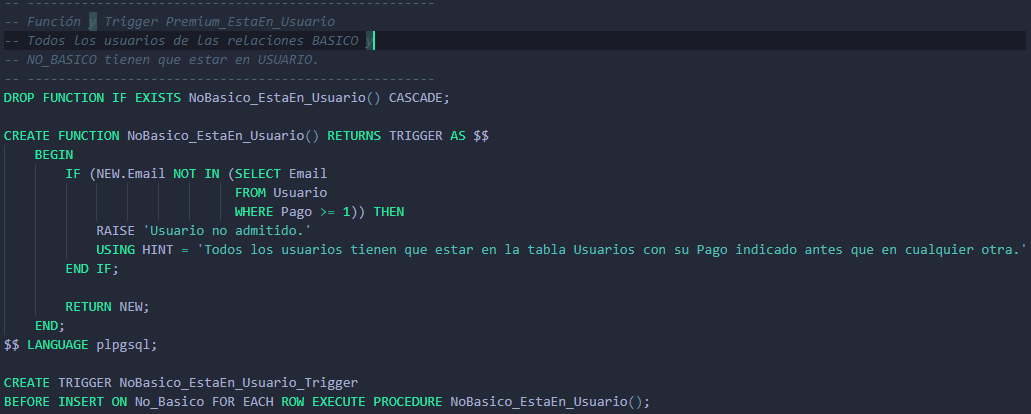 -- ----------------------------------------------------
-- Función y Trigger Premium_EstaEn_Usuario
-- Todos los usuarios de las relaciones BASICO y
-- NO_BASICO tienen que estar en USUARIO.
-- ----------------------------------------------------
DROP FUNCTION IF EXISTS NoBasico_EstaEn_Usuario() CASCADE;
CREATE FUNCTION NoBasico_EstaEn_Usuario() RETURNS TRIGGER AS $$
BEGIN
IF (NEW.Email NOT IN (SELECT Email
FROM Usuario
WHERE Pago >= 1)) THEN
RAISE 'Usuario no admitido.'
USING HINT = 'Todos los usuarios tienen que estar en la tabla Usuarios con su Pago indicado antes que en cualquier otra.'
END IF;
RETURN NEW;
END;
$$ LANGUAGE plpgsql;
CREATE TRIGGER NoBasico_EstaEn_Usuario_Trigger
BEFORE INSERT ON No_Basico FOR EACH ROW EXECUTE PROCEDURE NoBasico_EstaEn_Usuario();